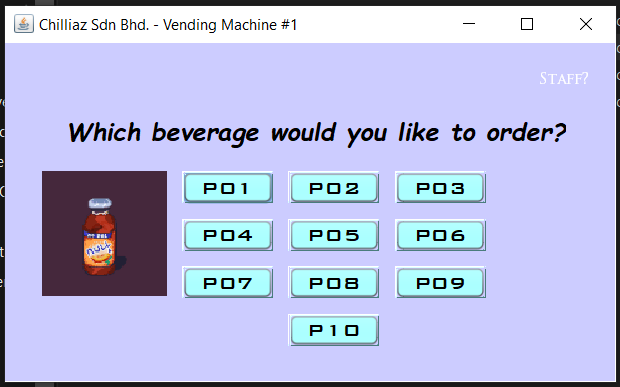 Chilliaz Sdn Bhd. - Vending Machine #1
Staff?
Which beverage would you like to order?
P01 P02 P03
P04 P05 P06
P07 P08 P09
P10